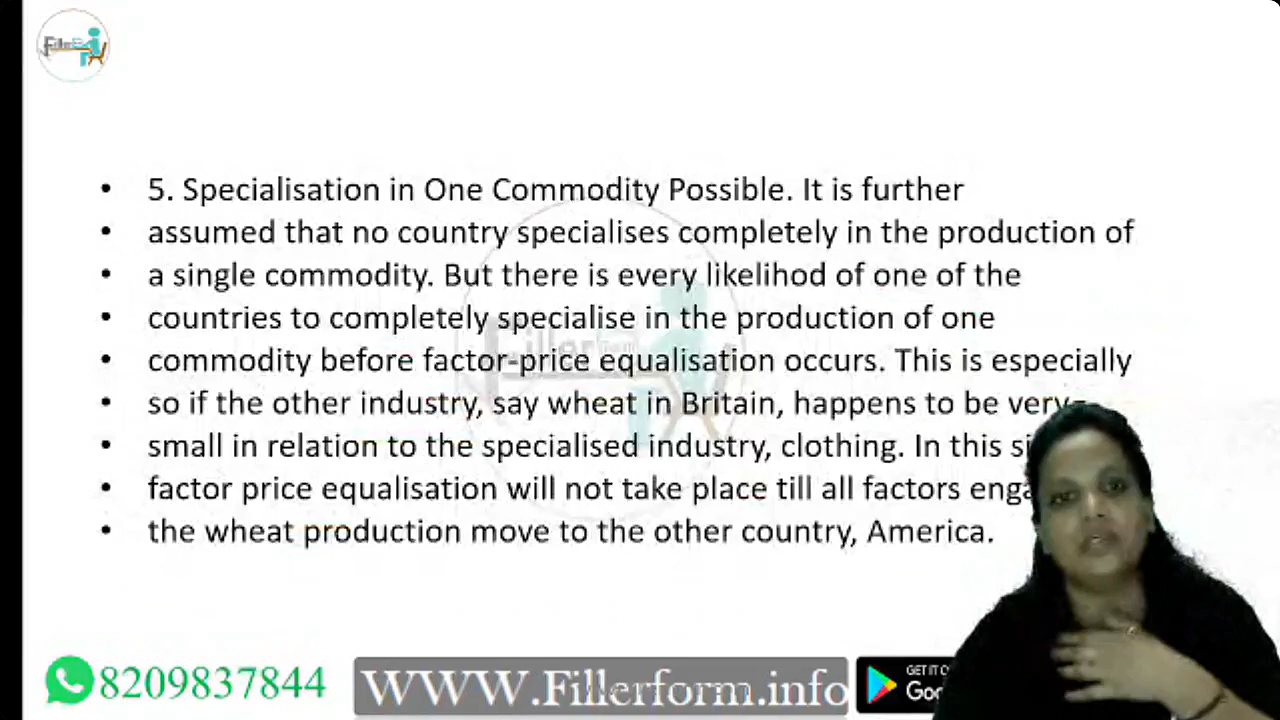 • 5. Specialisation in One Commodity Possible. It is further
• assumed that no country specialises completely in the production of
• a single commodity. But there is every likelihod of one of the
• countries to completely specialise in the production of one
• commodity before factor-price equalisation occurs. This is especially
• so if the other industry, say wheat in Britain, happens to be very
• small in relation to the specialised industry, clothing. In this
• factor price equalisation will not take place till all factors
• the wheat production move to the other country, America.
8209837844
WWW.Fillerform.info
GET IT